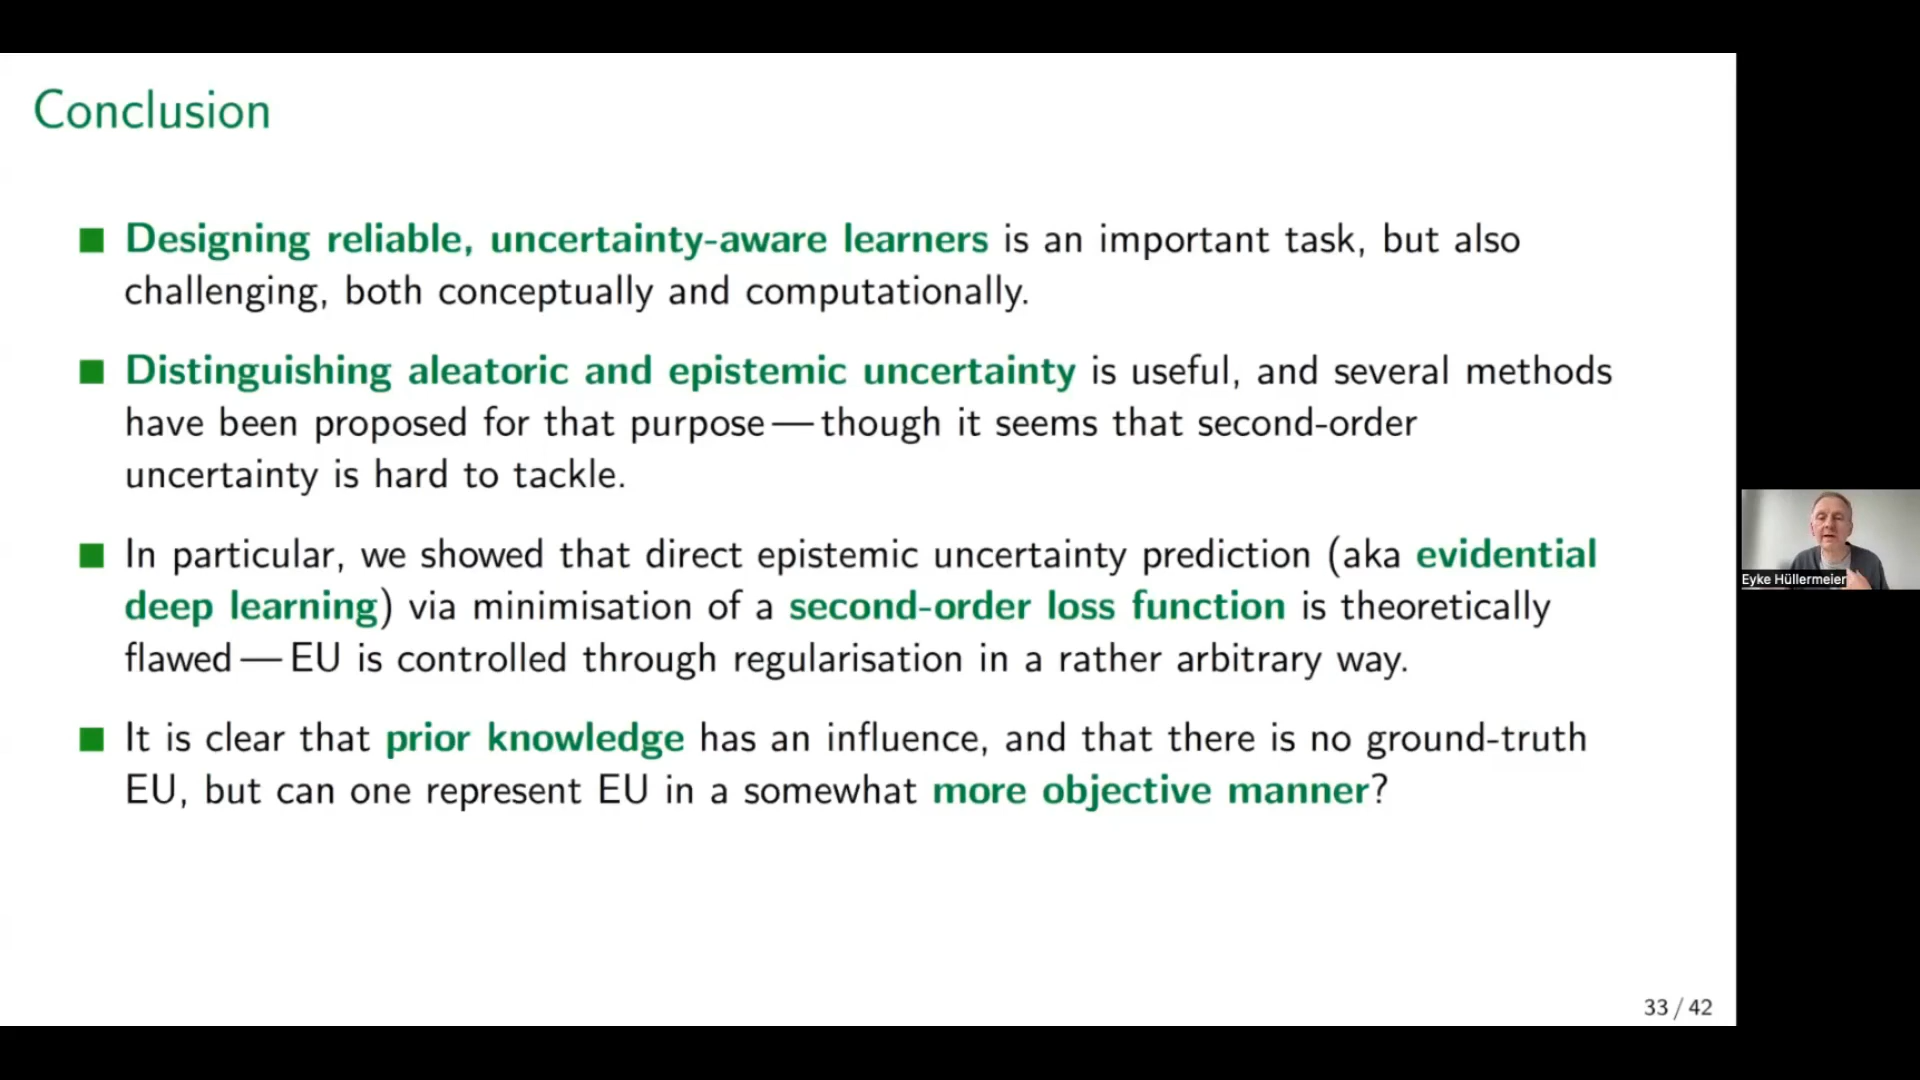 Conclusion
Designing reliable, uncertainty-aware learners is an important task, but also
challenging, both conceptually and computationally.
Distinguishing aleatoric and epistemic uncertainty is useful, and several methods
have been proposed for that purpose — though it seems that second-order
uncertainty is hard to tackle.
In particular, we showed that direct epistemic uncertainty prediction (aka evidential
deep learning) via minimisation of a second-order loss function is theoretically
flawed — EU is controlled through regularisation in a rather arbitrary way.
It is clear that prior knowledge has an influence, and that there is no ground-truth
EU, but can one represent EU in a somewhat more objective manner?
33 / 42
Eyke Hüllermeier